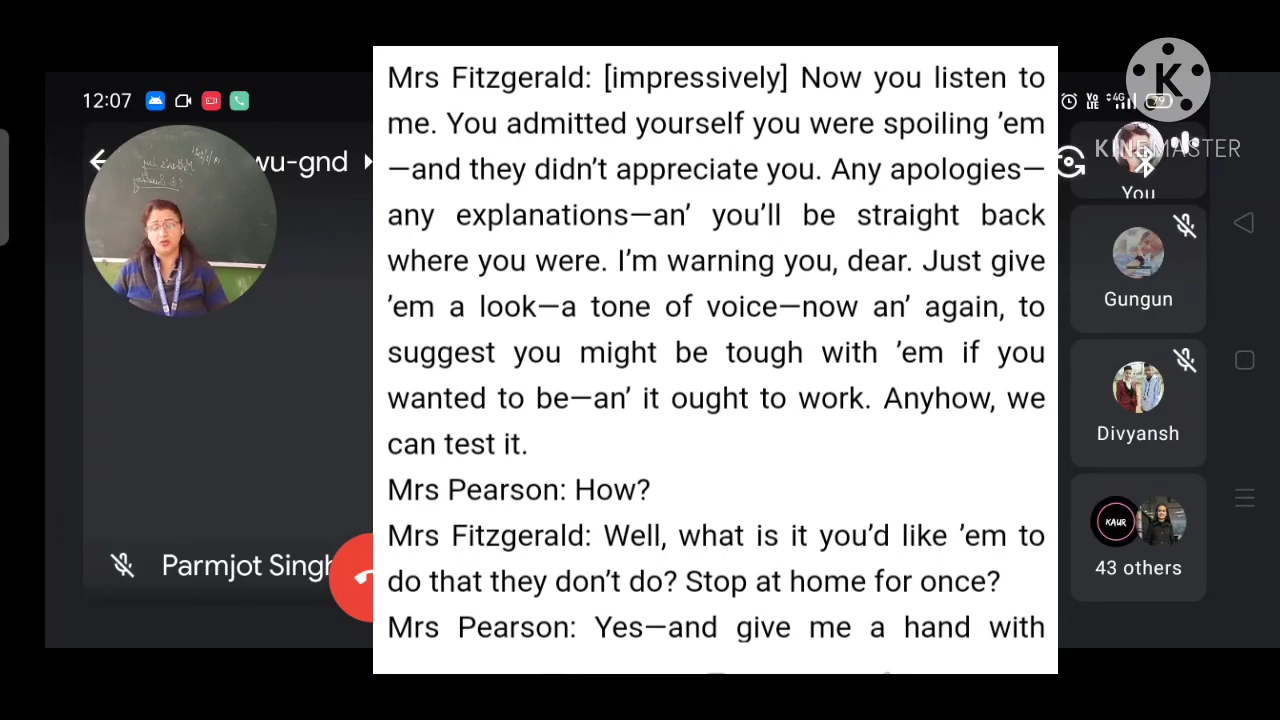 12:07
wu-gnd
Mrs Fitzgerald: [impressively] Now you listen to
me. You admitted yourself you were spoiling ’em
—and they didn’t appreciate you. Any apologies—
any explanations—an’ you’ll be straight back
where you were. I’m warning you, dear. Just give
’em a look—a tone of voice—now an’ again, to
suggest you might be tough with ’em if you
wanted to be—an’ it ought to work. Anyhow, we
can test it.
Mrs Pearson: How?
Mrs Fitzgerald: Well, what is it you’d like ’em to
do that they don’t do? Stop at home for once?
Mrs Pearson: Yes—and give me a hand with
Parmjot Singh
K
KINEMASTER
Vo
LTE
4G
79
You
Gungun
Divyansh
KAUR
43 others